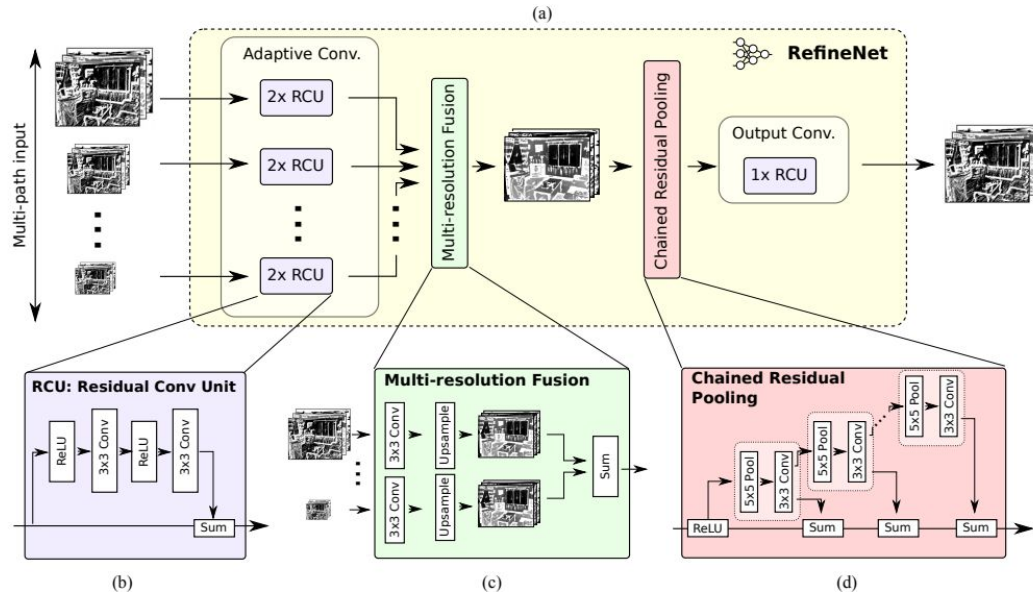 (a)
Multi-path input
Adaptive Conv.
2x RCU
2x RCU
2x RCU
Multi-resolution Fusion
Chained Residual Pooling
RefineNet
Output Conv.
1x RCU
RCU: Residual Conv Unit
ReLU
3x3 Conv
ReLU
3x3 Conv
Sum
(b)
Multi-resolution Fusion
3x3 Conv
Upsample
3x3 Conv
Upsample
Sum
(c)
Chained Residual
Pooling
ReLU
5x5 Pool
3x3 Conv
5x5 Pool
3x3 Conv
5x5 Pool
3x3 Conv
Sum
Sum
Sum
(d)